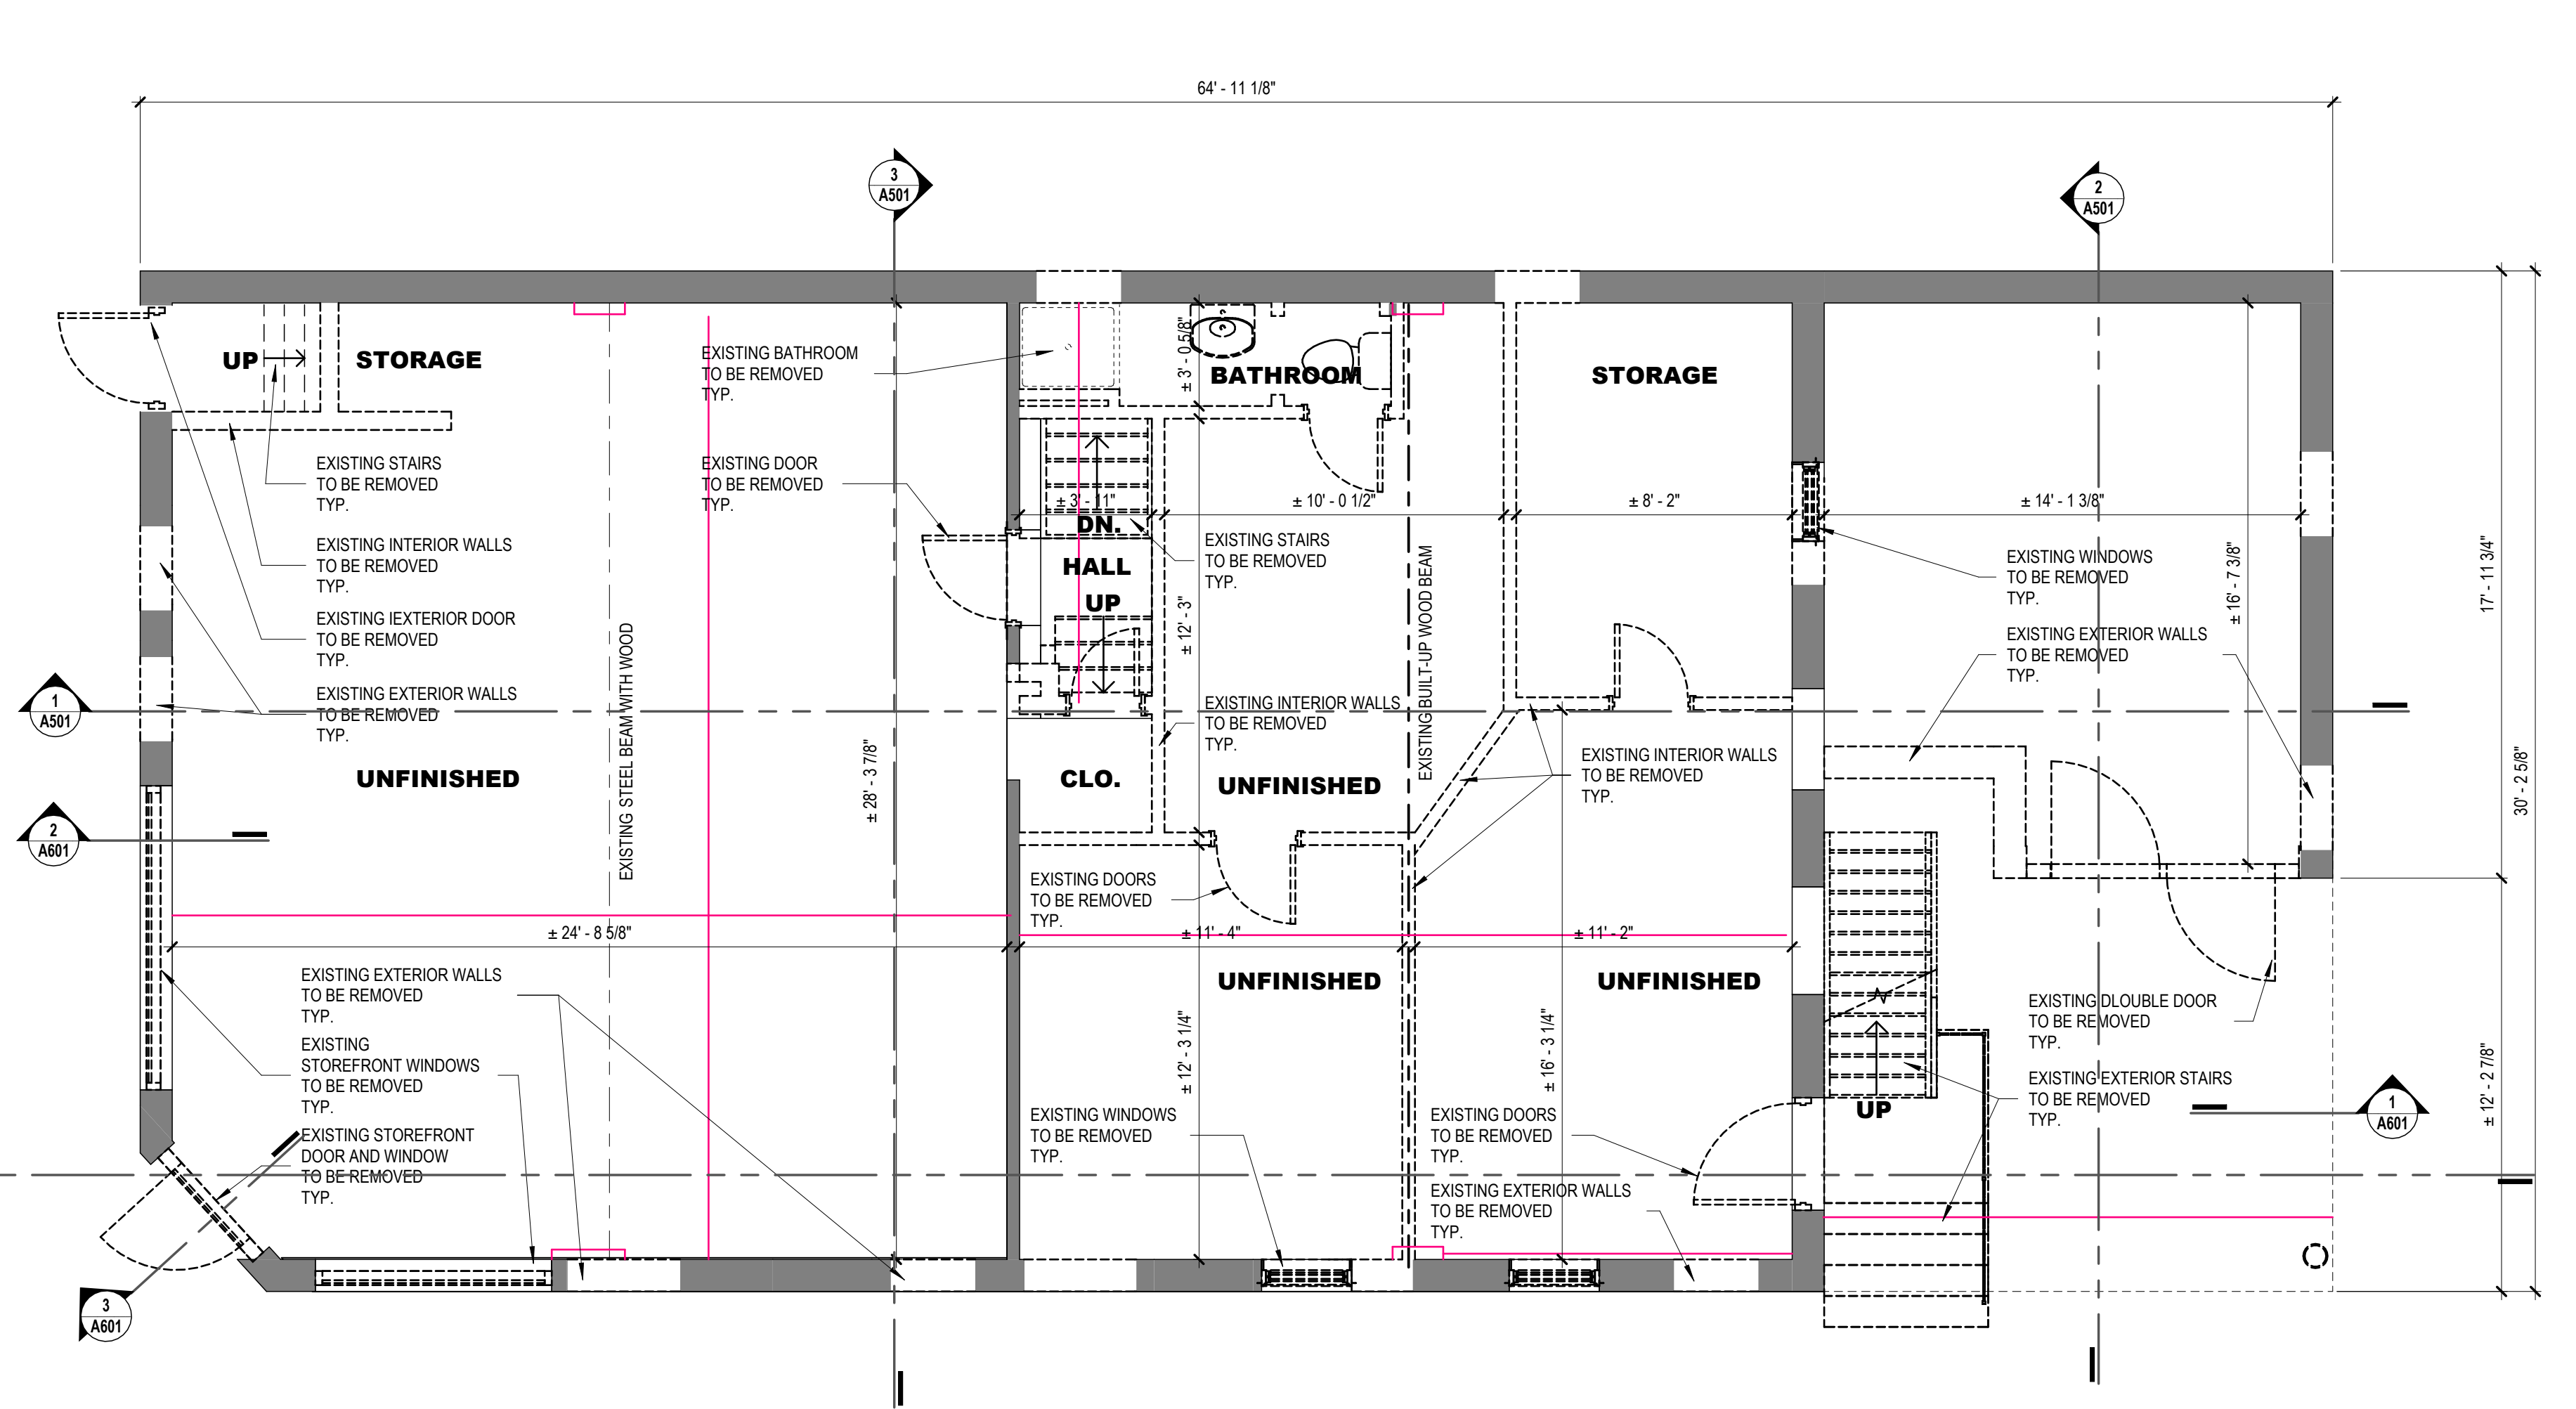 64' - 11 1/8"
3
A501
2
A501
UP
STORAGE
EXISTING BATHROOM
TO BE REMOVED
TYP.
± 3' - 0 5/8"
BATHROOM
STORAGE
EXISTING STAIRS
TO BE REMOVED
TYP.
EXISTING DOOR
TO BE REMOVED
TYP.
± 3' - 11"
± 10' - 0 1/2"
± 8' - 2"
± 14' - 1 3/8"
DN.
HALL
UP
EXISTING STAIRS
TO BE REMOVED
TYP.
EXISTING INTERIOR WALLS
TO BE REMOVED
TYP.
EXISTING WINDOWS
TO BE REMOVED
TYP.
± 16' - 7 3/8"
17' - 11 3/4"
EXISTING IEXTERIOR DOOR
TO BE REMOVED
TYP.
± 12' - 3"
EXISTING EXTERIOR WALLS
TO BE REMOVED
TYP.
EXISTING EXTERIOR WALLS
TO BE REMOVED
TYP.
1
A501
EXISTING STEEL BEAM WITH WOOD
± 28' - 3 7/8"
EXISTING INTERIOR WALLS
TO BE REMOVED
TYP.
EXISTING BUILT-UP WOOD BEAM
EXISTING INTERIOR WALLS
TO BE REMOVED
TYP.
30' - 2 5/8"
UNFINISHED
CLO.
UNFINISHED
2
A601
EXISTING DOORS
TO BE REMOVED
TYP.
± 24' - 8 5/8"
± 11' - 4"
± 11' - 2"
EXISTING EXTERIOR WALLS
TO BE REMOVED
TYP.
UNFINISHED
UNFINISHED
EXISTING DLOUBLE DOOR
TO BE REMOVED
TYP.
EXISTING
STOREFRONT WINDOWS
TO BE REMOVED
TYP.
± 12' - 3 1/4"
± 16' - 3 1/4"
± 12' - 2 7/8"
EXISTING EXTERIOR STAIRS
TO BE REMOVED
TYP.
UP
1
A601
EXISTING STOREFRONT
DOOR AND WINDOW
TO BE REMOVED
TYP.
EXISTING WINDOWS
TO BE REMOVED
TYP.
EXISTING DOORS
TO BE REMOVED
TYP.
EXISTING EXTERIOR WALLS
TO BE REMOVED
TYP.
3
A601